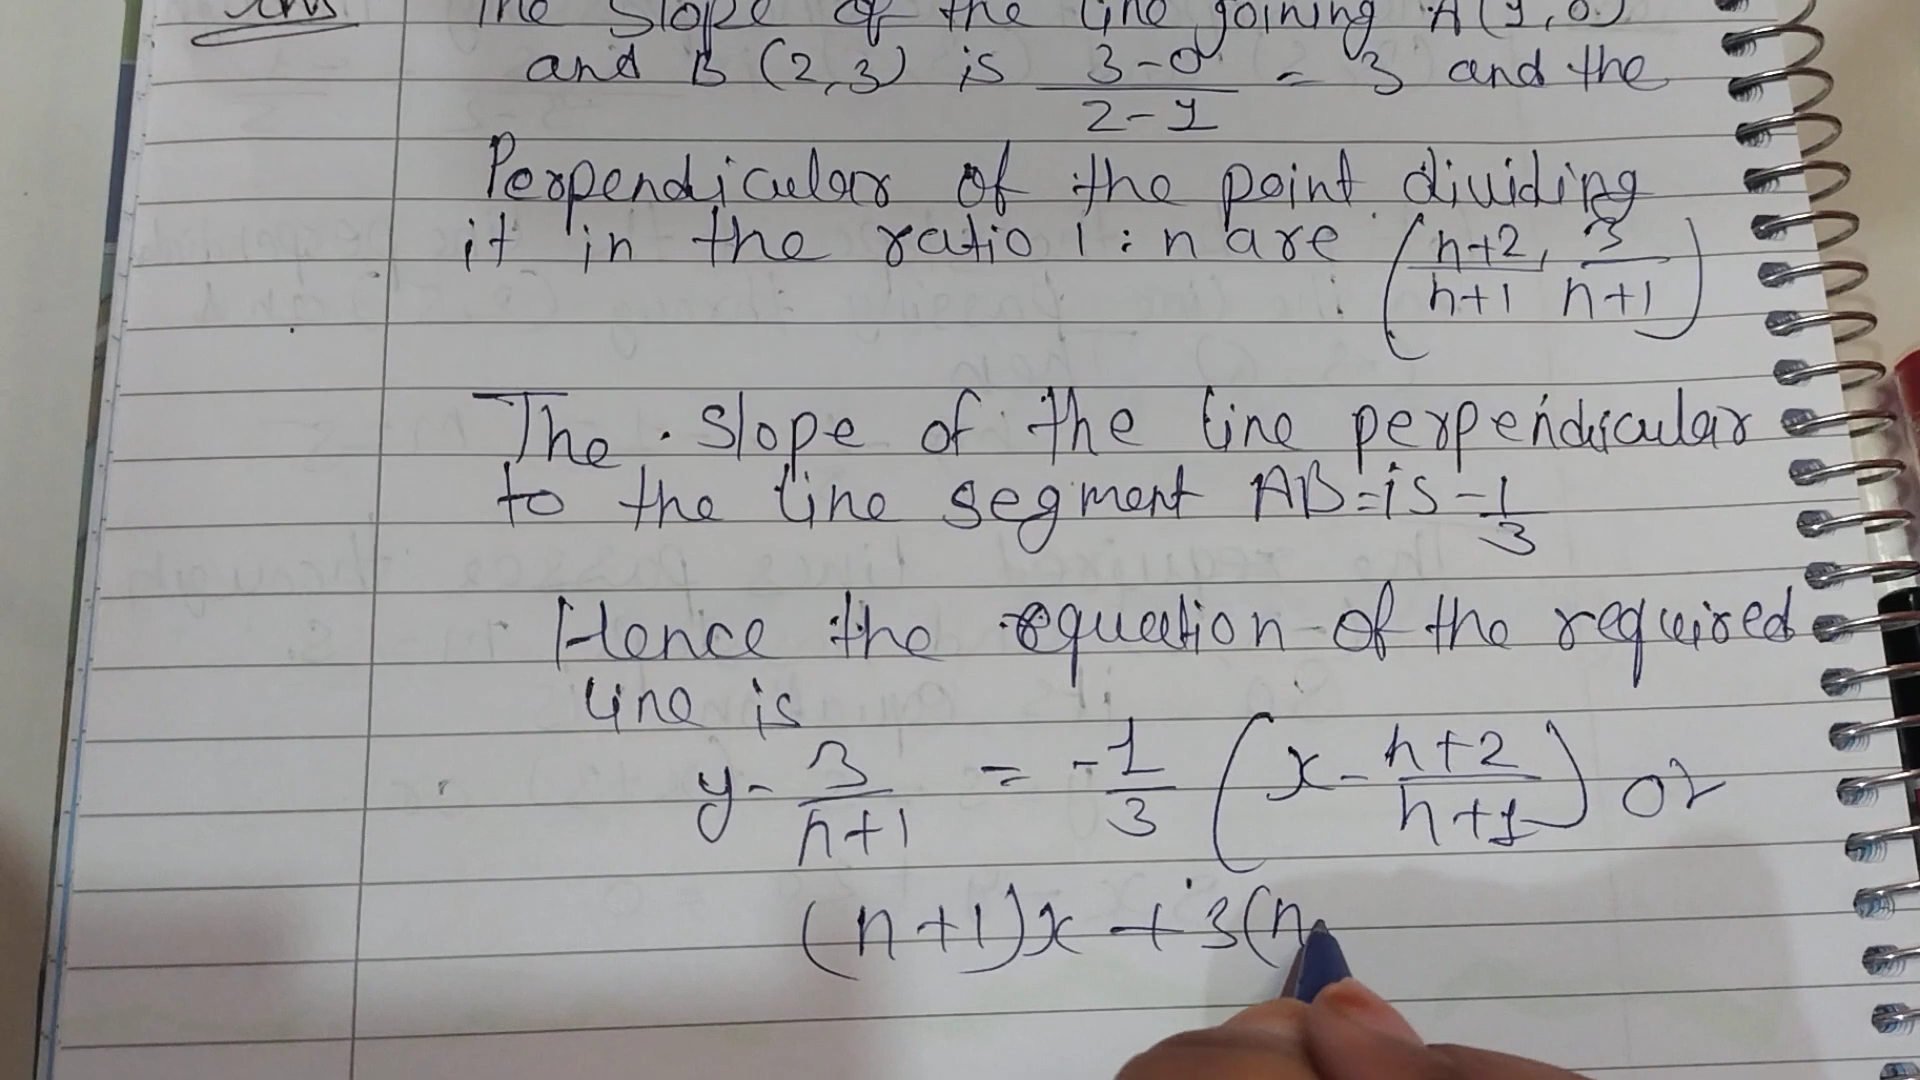 Ans The slope of the line joining A(1, 0)
and B (2, 3) is 3-0/2-1 = 3 and the
Perpendicular of the point dividing
it in the ratio 1 : n are (n+2/n+1, 3/n+1)
The slope of the line perpendicular
to the line segment AB = is -1/3
Hence the equation of the required
line is
y - 3/n+1 = -1/3 (x - n+2/n+1) or
(n+1)x + 3(n